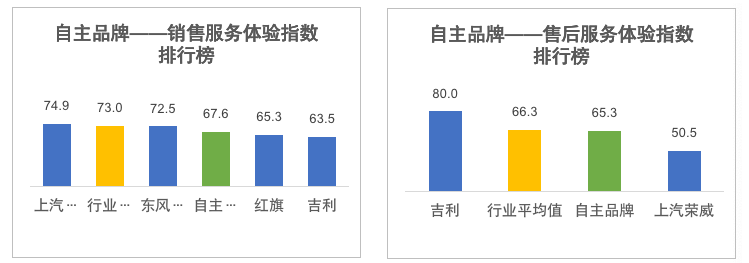 自主品牌——销售服务体验指数
排行榜
74.9
73.0
72.5
67.6
65.3
63.5
上汽…
行业…
东风…
自主…
红旗
吉利
自主品牌——售后服务体验指数
排行榜
80.0
66.3
65.3
50.5
吉利
行业平均值
自主品牌
上汽荣威